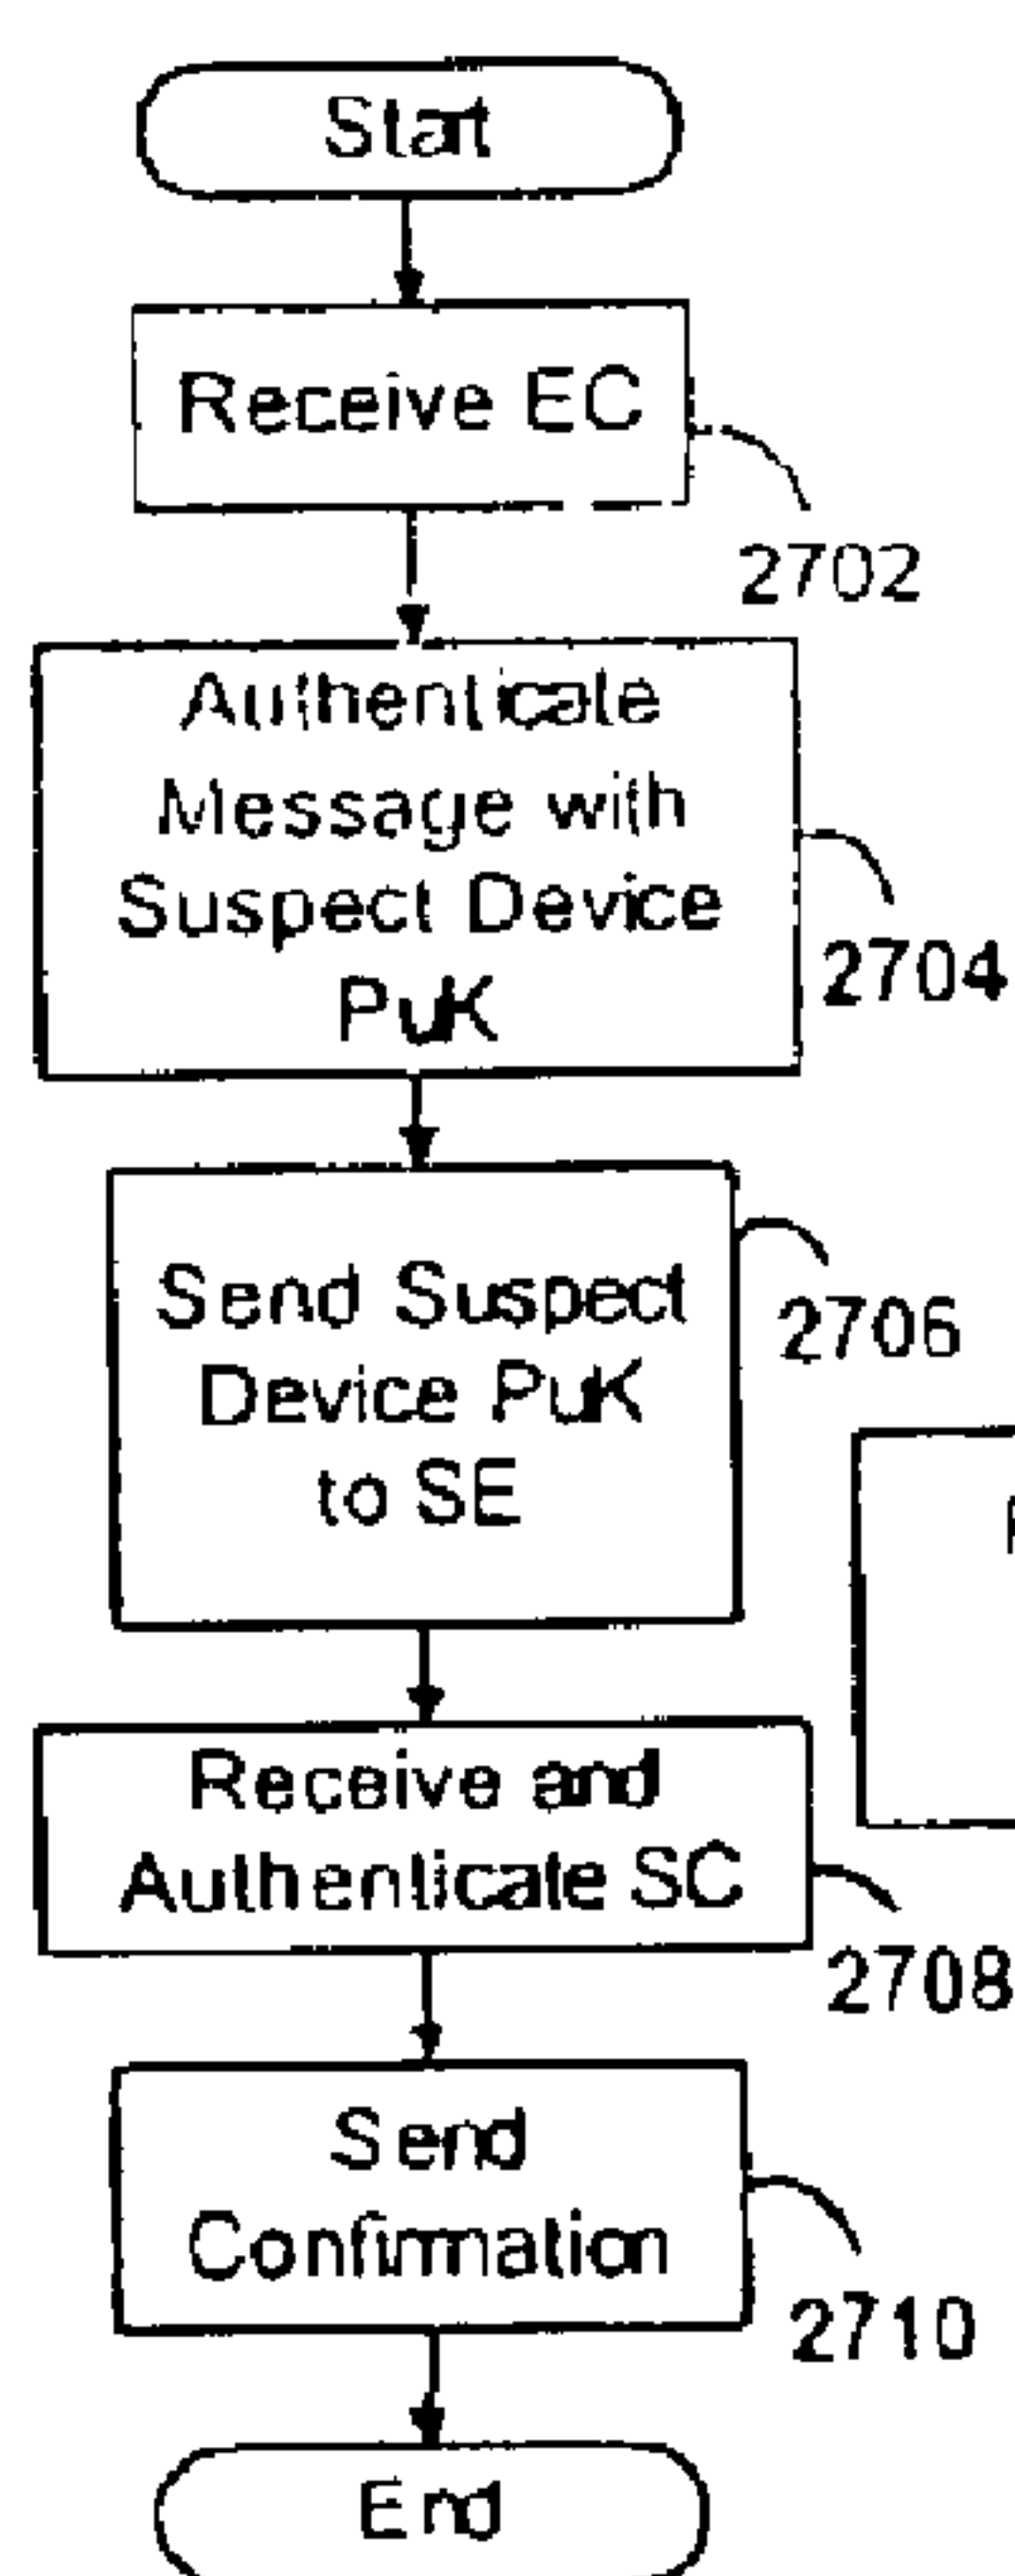 Start
Receive EC
2702
Authenticate
Message with
Suspect Device
PuK
2704
Send Suspect
Device PuK
to SE
2706
Receive and
Authenticate SC
2708
Send
Confirmation
2710
End